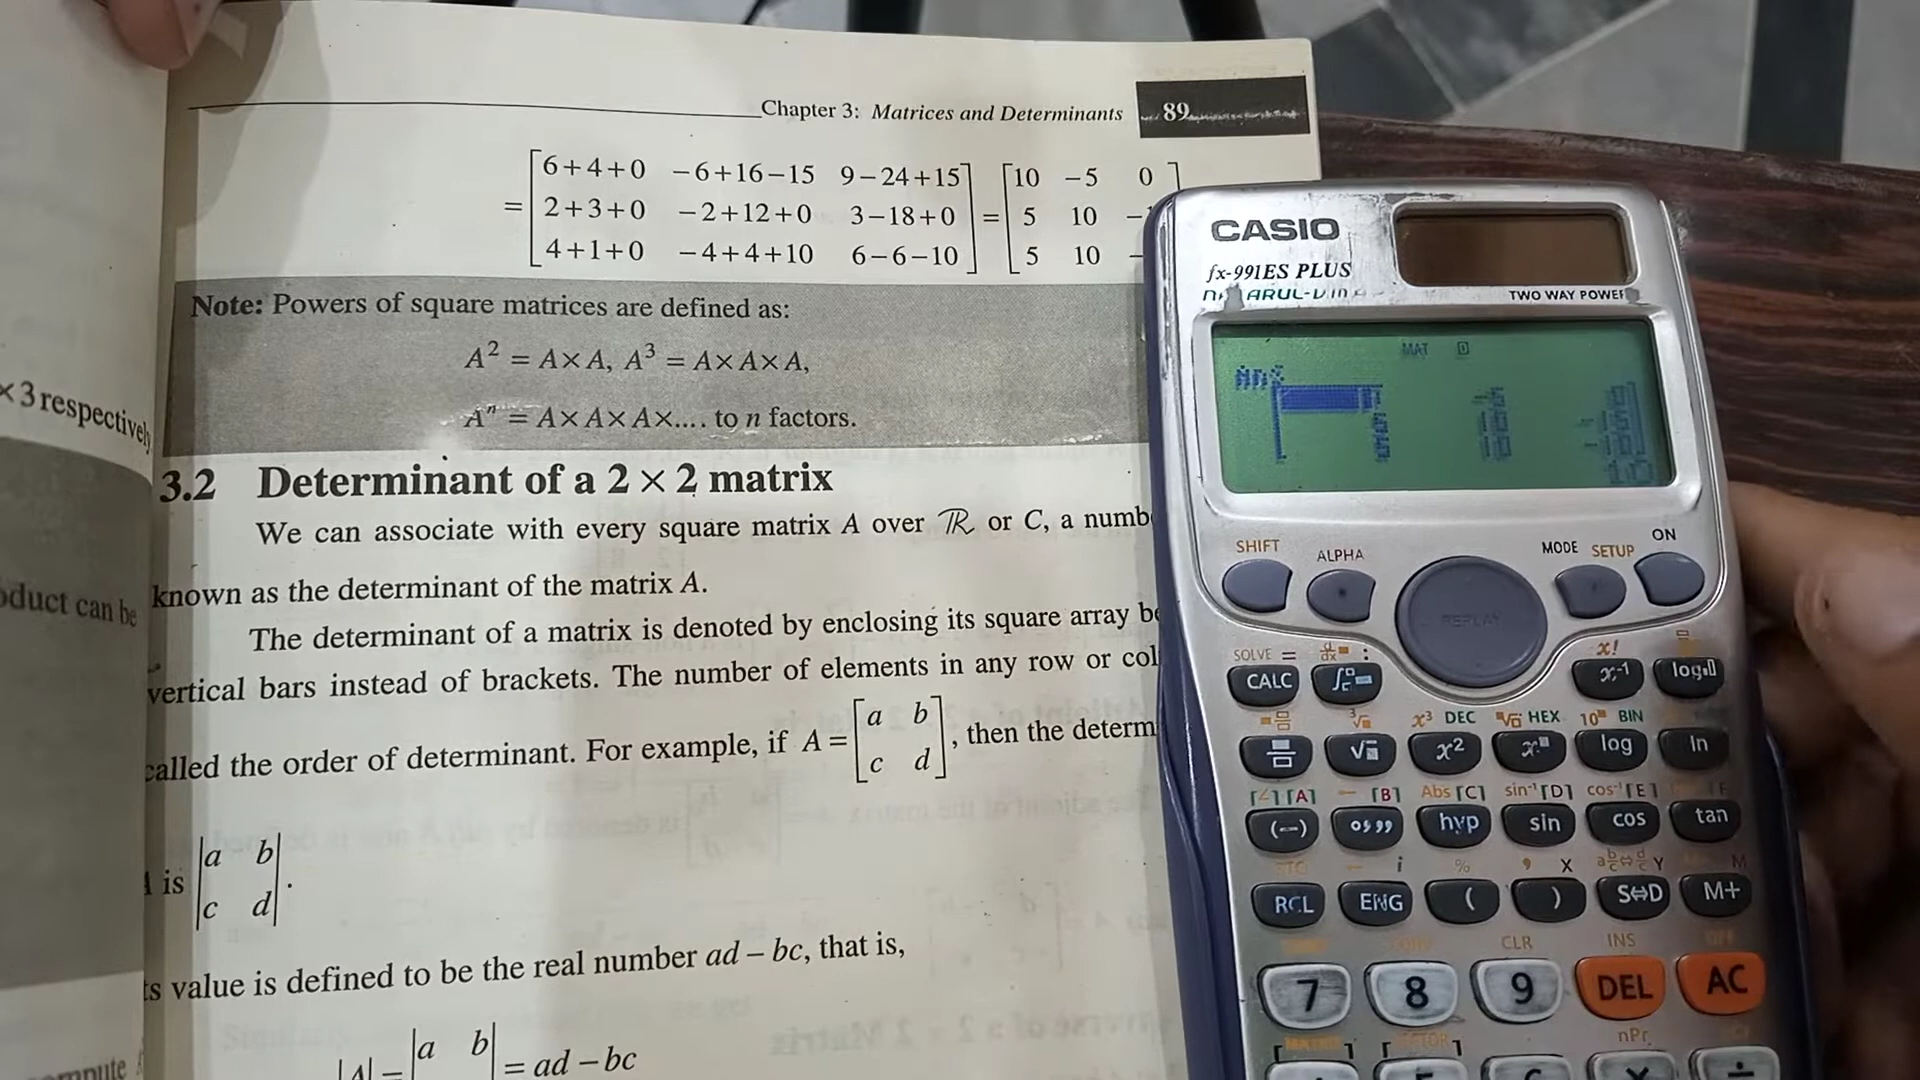 Chapter 3: Matrices and Determinants 89
= [6+4+0 −6+16−15 9−24+15] = [10 −5 0]
2+3+0 −2+12+0 3−18+0 5 10 −
4+1+0 −4+4+10 6−6−10 5 10 −
Note: Powers of square matrices are defined as:
A² = A×A, A³ = A×A×A,
Aⁿ = A×A×A×.... to n factors.
3.2 Determinant of a 2 × 2 matrix
We can associate with every square matrix A over ℛ or C, a numb
known as the determinant of the matrix A.
The determinant of a matrix is denoted by enclosing its square array be
vertical bars instead of brackets. The number of elements in any row or col
called the order of determinant. For example, if A = [a b], then the determ
c d
A is |a b|.
c d
ts value is defined to be the real number ad – bc, that is,
|A| = |a b| = ad – bc
×3 respectively
oduct can be
CASIO
fx-991ES PLUS
TWO WAY POWER
MAT
Ans
SHIFT ALPHA MODE SETUP ON
REPLAY
SOLVE = d/dx : x!
CALC x⁻¹ log
x³ DEC HEX 10 BIN
√ x² log ln
[A] [B] Abs [C] sin⁻¹ [D] cos⁻¹ [E]
(−) hyp sin cos tan
STO ← i % , X Y M
RCL ENG ( ) S⇔D M+
CLR INS OFF
7 8 9 DEL AC
nPr